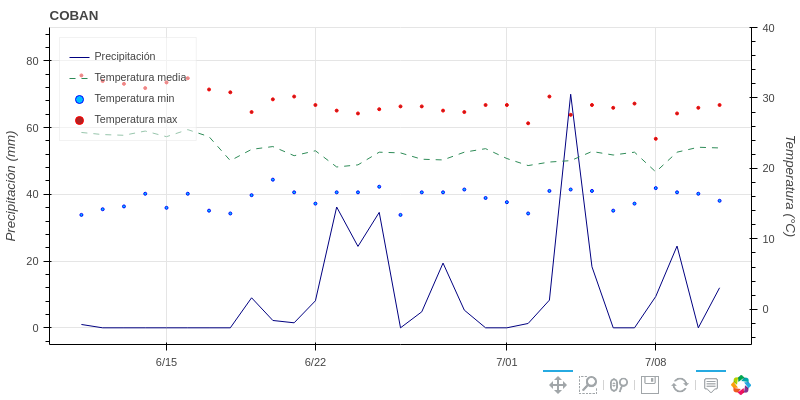 COBAN
Precipitación
Temperatura media
Temperatura min
Temperatura max
Precipitación (mm)
80
60
40
20
0
40
30
20
10
0
Temperatura (°C)
6/15
6/22
7/01
7/08